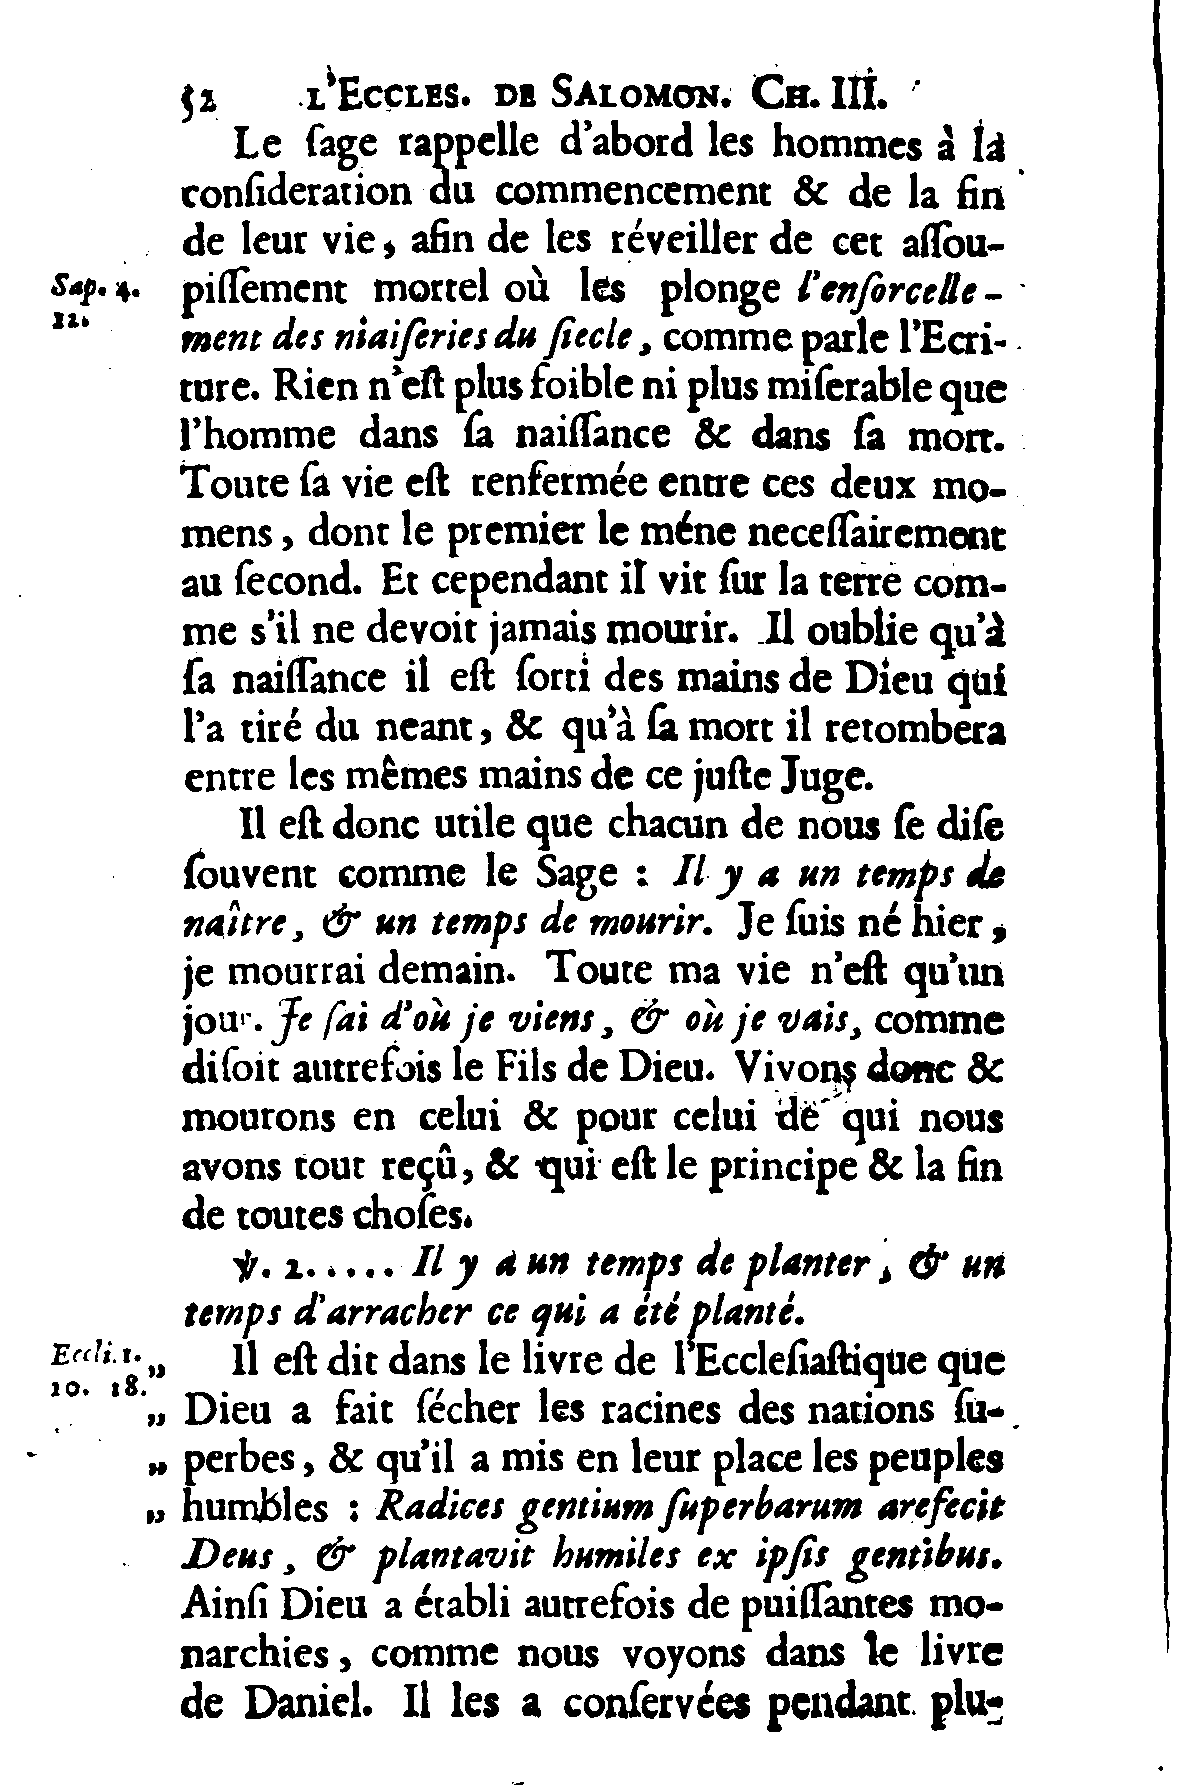 52 L'ECCLES. DE SALOMON. CH. III.
Le ſage rappelle d'abord les hommes à la
conſideration du commencement & de la fin
de leur vie, afin de les réveiller de cet aſſou-
Sap. 4. piſſement mortel où les plonge l'enſorcelle-
12. ment des niaiſeries du ſiecle, comme parle l'Ecri-
ture. Rien n'eſt plus foible ni plus miſerable que
l'homme dans ſa naiſſance & dans ſa mort.
Toute ſa vie eſt renfermée entre ces deux mo-
mens, dont le premier le méne neceſſairement
au ſecond. Et cependant il vit ſur la terre com-
me s'il ne devoit jamais mourir. Il oublie qu'à
ſa naiſſance il eſt ſorti des mains de Dieu qui
l'a tiré du neant, & qu'à ſa mort il retombera
entre les mêmes mains de ce juſte Juge.
Il eſt donc utile que chacun de nous ſe diſe
ſouvent comme le Sage : Il y a un temps de
naître, & un temps de mourir. Je ſuis né hier,
je mourrai demain. Toute ma vie n'eſt qu'un
jour. Je ſai d'où je viens, & où je vais, comme
diſoit autrefois le Fils de Dieu. Vivons donc &
mourons en celui & pour celui de qui nous
avons tout reçû, & qui eſt le principe & la fin
de toutes choſes.
℣. 2. . . . . Il y a un temps de planter, & un
temps d'arracher ce qui a été planté.
Eccli. 1. „ Il eſt dit dans le livre de l'Eccleſiaſtique que
10. 18. „ Dieu a fait ſécher les racines des nations ſu-
„ perbes, & qu'il a mis en leur place les peuples
„ humbles : Radices gentium ſuperbarum arefecit
Deus, & plantavit humiles ex ipſis gentibus.
Ainſi Dieu a établi autrefois de puiſſantes mo-
narchies, comme nous voyons dans le livre
de Daniel. Il les a conſervées pendant plu-